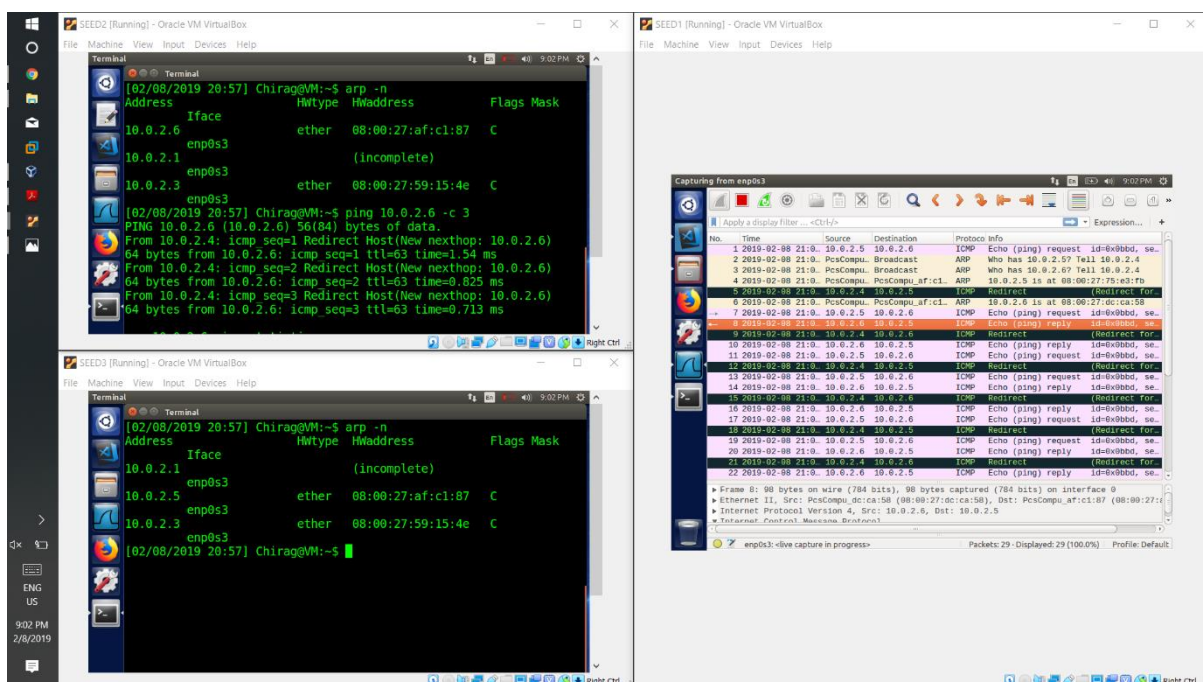 SEED2 [Running] - Oracle VM VirtualBox
File Machine View Input Devices Help
Terminal
En
9:02 PM
Terminal
[02/08/2019 20:57] Chirag@VM:~$ arp -n
Address HWtype HWaddress Flags Mask
Iface
10.0.2.6 ether 08:00:27:af:c1:87 C
enp0s3
10.0.2.1 (incomplete)
enp0s3
10.0.2.3 ether 08:00:27:59:15:4e C
enp0s3
[02/08/2019 20:57] Chirag@VM:~$ ping 10.0.2.6 -c 3
PING 10.0.2.6 (10.0.2.6) 56(84) bytes of data.
From 10.0.2.4: icmp_seq=1 Redirect Host(New nexthop: 10.0.2.6)
64 bytes from 10.0.2.6: icmp_seq=1 ttl=63 time=1.54 ms
From 10.0.2.4: icmp_seq=2 Redirect Host(New nexthop: 10.0.2.6)
64 bytes from 10.0.2.6: icmp_seq=2 ttl=63 time=0.825 ms
From 10.0.2.4: icmp_seq=3 Redirect Host(New nexthop: 10.0.2.6)
64 bytes from 10.0.2.6: icmp_seq=3 ttl=63 time=0.713 ms
Right Ctrl
SEED3 [Running] - Oracle VM VirtualBox
File Machine View Input Devices Help
Terminal
En
9:02 PM
Terminal
[02/08/2019 20:57] Chirag@VM:~$ arp -n
Address HWtype HWaddress Flags Mask
Iface
10.0.2.1 (incomplete)
enp0s3
10.0.2.5 ether 08:00:27:af:c1:87 C
enp0s3
10.0.2.3 ether 08:00:27:59:15:4e C
enp0s3
[02/08/2019 20:57] Chirag@VM:~$
Right Ctrl
SEED1 [Running] - Oracle VM VirtualBox
File Machine View Input Devices Help
Capturing from enp0s3
En
9:02PM
Apply a display filter ... <Ctrl-/>
Expression... +
No. Time Source Destination Protoco Info
1 2019-02-08 21:0… 10.0.2.5 10.0.2.6 ICMP Echo (ping) request id=0x0bbd, se…
2 2019-02-08 21:0… PcsCompu… Broadcast ARP Who has 10.0.2.5? Tell 10.0.2.4
3 2019-02-08 21:0… PcsCompu… Broadcast ARP Who has 10.0.2.6? Tell 10.0.2.4
4 2019-02-08 21:0… PcsCompu… PcsCompu_af:c1… ARP 10.0.2.5 is at 08:00:27:75:e3:fb
5 2019-02-08 21:0… 10.0.2.4 10.0.2.5 ICMP Redirect (Redirect for…
6 2019-02-08 21:0… PcsCompu… PcsCompu_af:c1… ARP 10.0.2.6 is at 08:00:27:dc:ca:58
7 2019-02-08 21:0… 10.0.2.5 10.0.2.6 ICMP Echo (ping) request id=0x0bbd, se…
8 2019-02-08 21:0… 10.0.2.6 10.0.2.5 ICMP Echo (ping) reply id=0x0bbd, se…
9 2019-02-08 21:0… 10.0.2.4 10.0.2.6 ICMP Redirect (Redirect for…
10 2019-02-08 21:0… 10.0.2.6 10.0.2.5 ICMP Echo (ping) reply id=0x0bbd, se…
11 2019-02-08 21:0… 10.0.2.5 10.0.2.6 ICMP Echo (ping) request id=0x0bbd, se…
12 2019-02-08 21:0… 10.0.2.4 10.0.2.5 ICMP Redirect (Redirect for…
13 2019-02-08 21:0… 10.0.2.5 10.0.2.6 ICMP Echo (ping) request id=0x0bbd, se…
14 2019-02-08 21:0… 10.0.2.6 10.0.2.5 ICMP Echo (ping) reply id=0x0bbd, se…
15 2019-02-08 21:0… 10.0.2.4 10.0.2.6 ICMP Redirect (Redirect for…
16 2019-02-08 21:0… 10.0.2.6 10.0.2.5 ICMP Echo (ping) reply id=0x0bbd, se…
17 2019-02-08 21:0… 10.0.2.5 10.0.2.6 ICMP Echo (ping) request id=0x0bbd, se…
18 2019-02-08 21:0… 10.0.2.4 10.0.2.5 ICMP Redirect (Redirect for…
19 2019-02-08 21:0… 10.0.2.5 10.0.2.6 ICMP Echo (ping) request id=0x0bbd, se…
20 2019-02-08 21:0… 10.0.2.6 10.0.2.5 ICMP Echo (ping) reply id=0x0bbd, se…
21 2019-02-08 21:0… 10.0.2.4 10.0.2.6 ICMP Redirect (Redirect for…
22 2019-02-08 21:0… 10.0.2.6 10.0.2.5 ICMP Echo (ping) reply id=0x0bbd, se…
Frame 8: 98 bytes on wire (784 bits), 98 bytes captured (784 bits) on interface 0
Ethernet II, Src: PcsCompu_dc:ca:58 (08:00:27:dc:ca:58), Dst: PcsCompu_af:c1:87 (08:00:27:a
Internet Protocol Version 4, Src: 10.0.2.6, Dst: 10.0.2.5
Internet Control Message Protocol
enp0s3: <live capture in progress>
Packets: 29 · Displayed: 29 (100.0%)
Profile: Default
Right Ctrl
ENG
US
9:02 PM
2/8/2019